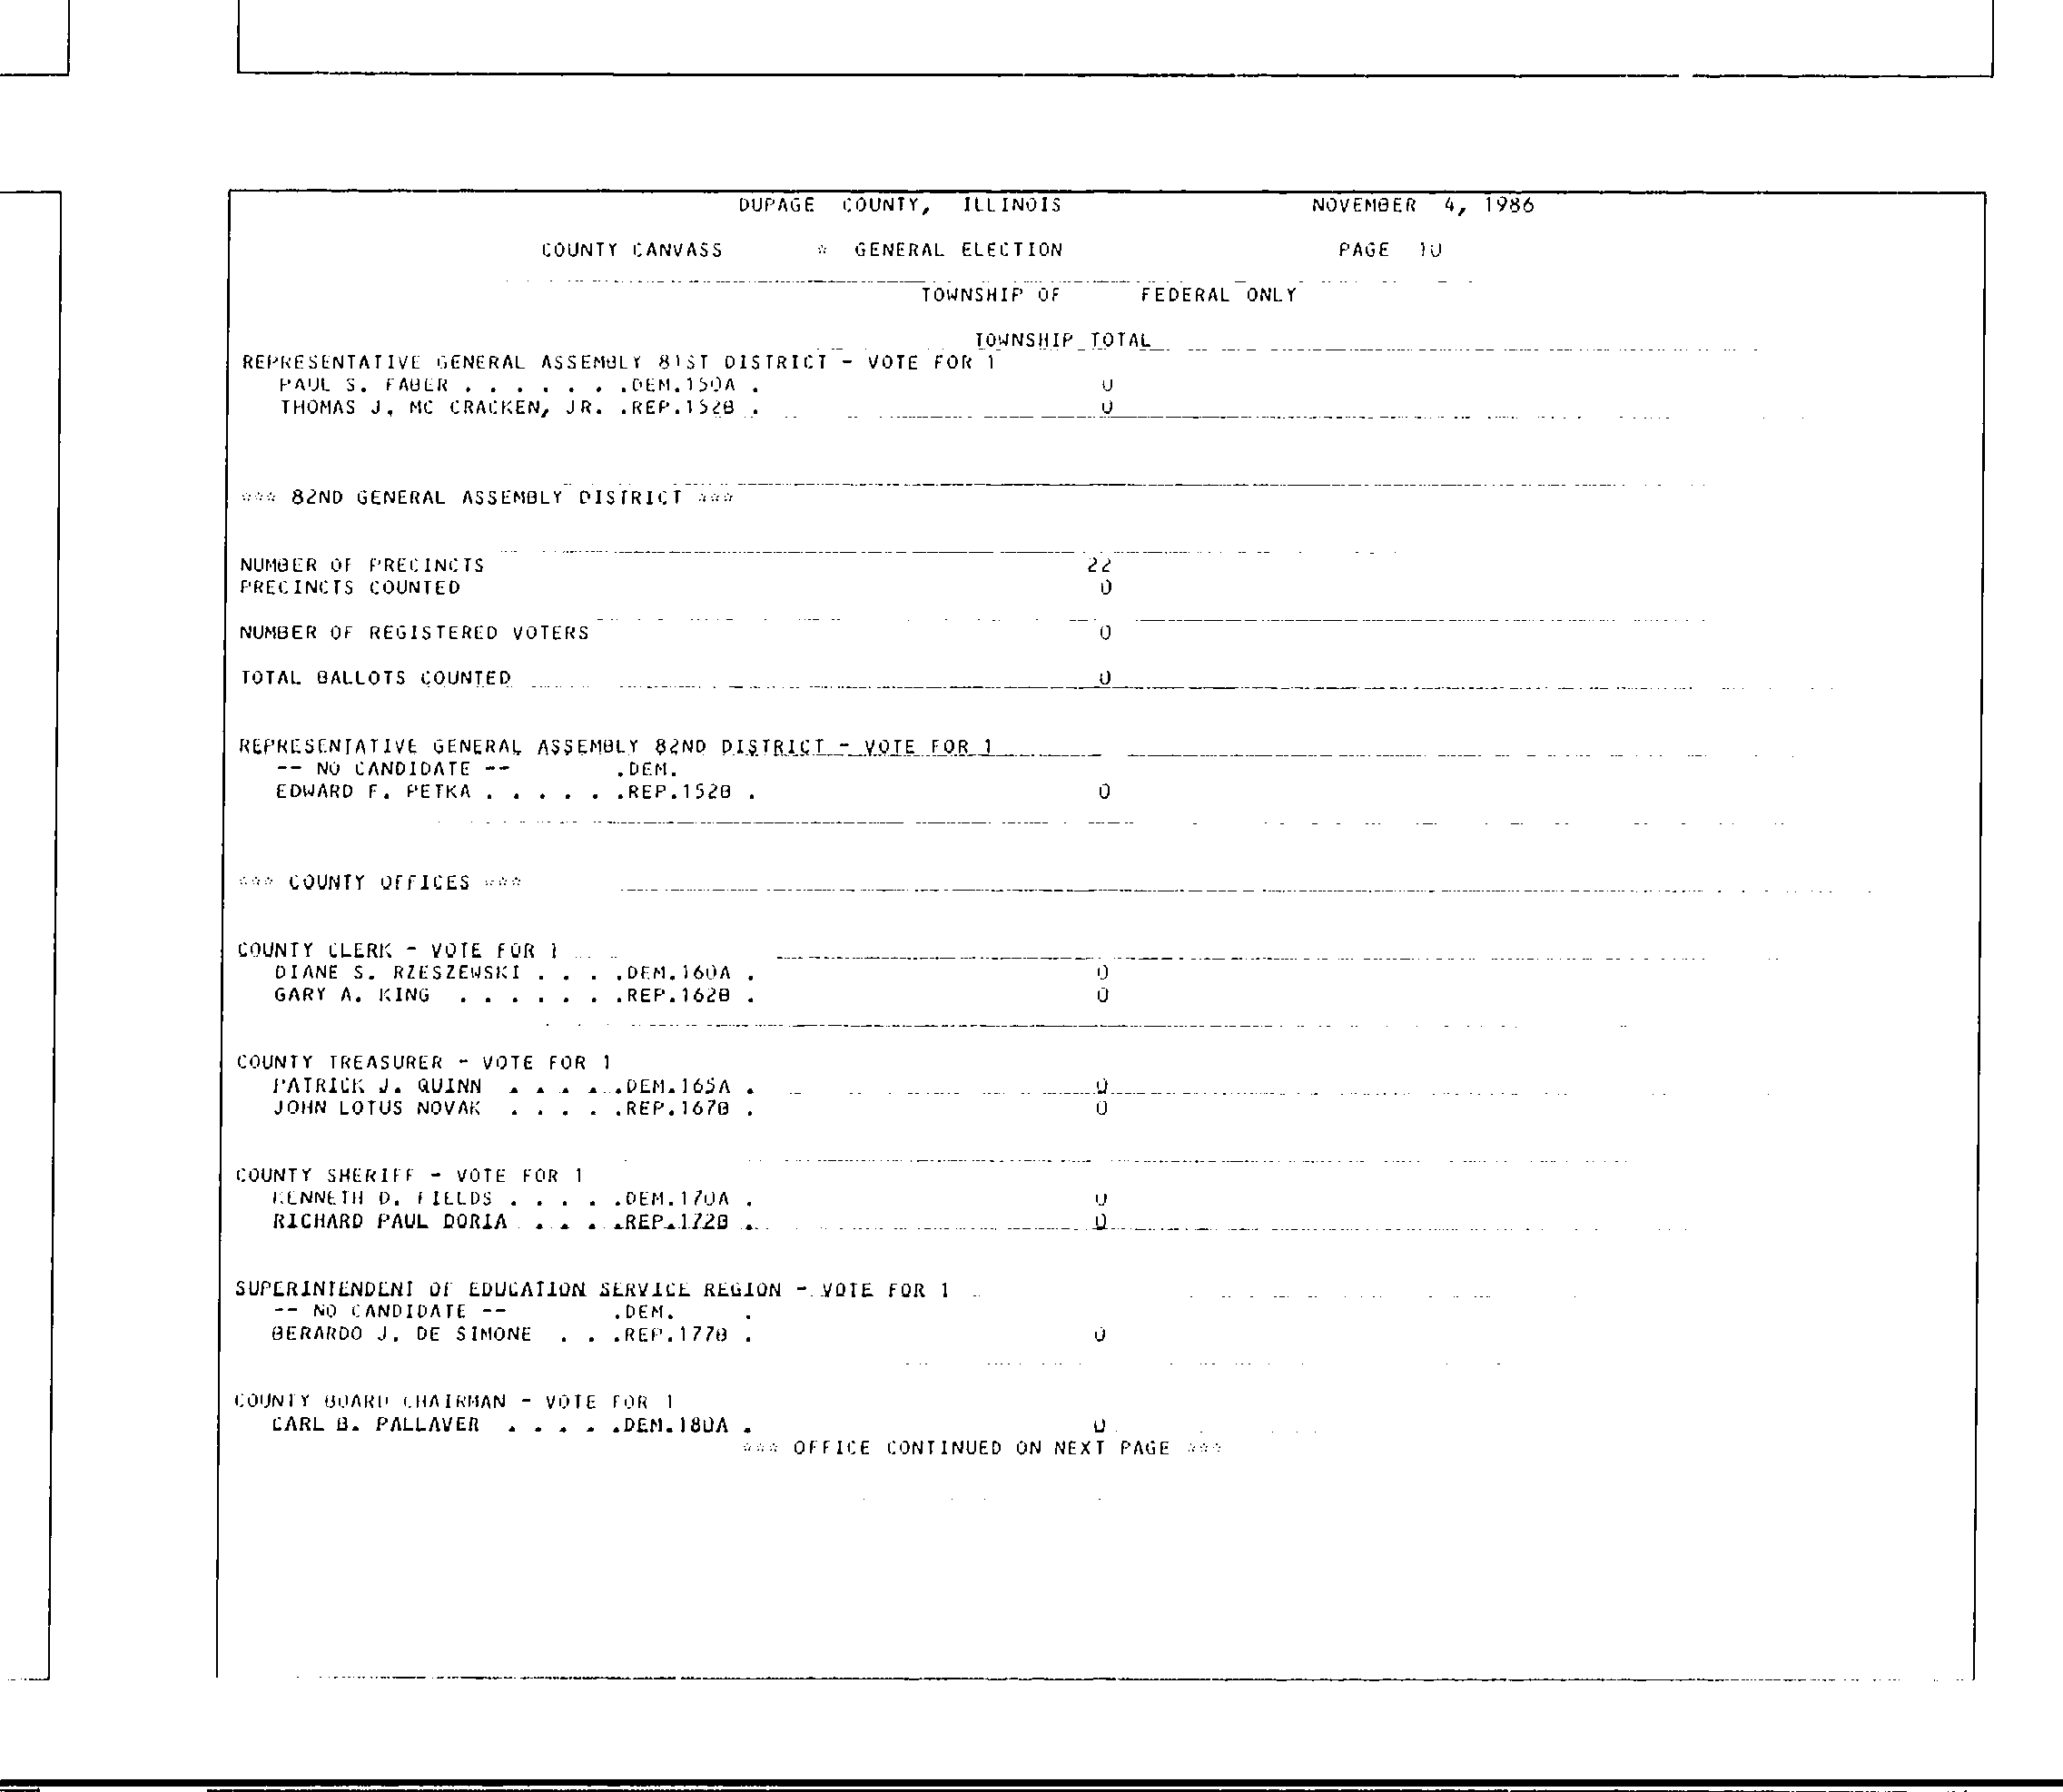 DUPAGE COUNTY, ILLINOIS NOVEMBER 4, 1986
COUNTY CANVASS * GENERAL ELECTION PAGE 10
TOWNSHIP OF FEDERAL ONLY
TOWNSHIP TOTAL
REPRESENTATIVE GENERAL ASSEMBLY 81ST DISTRICT - VOTE FOR 1
PAUL S. FABER . . . . . . .DEM.150A . 0
THOMAS J. MC CRACKEN, JR. .REP.152B . 0
*** 82ND GENERAL ASSEMBLY DISTRICT ***
NUMBER OF PRECINCTS 22
PRECINCTS COUNTED 0
NUMBER OF REGISTERED VOTERS 0
TOTAL BALLOTS COUNTED 0
REPRESENTATIVE GENERAL ASSEMBLY 82ND DISTRICT - VOTE FOR 1
-- NO CANDIDATE -- .DEM.
EDWARD F. PETKA . . . . . .REP.152B . 0
*** COUNTY OFFICES ***
COUNTY CLERK - VOTE FOR 1
DIANE S. RZESZEWSKI . . . .DEM.160A . 0
GARY A. KING . . . . . . .REP.162B . 0
COUNTY TREASURER - VOTE FOR 1
PATRICK J. QUINN . . . . .DEM.165A . 0
JOHN LOTUS NOVAK . . . . .REP.167B . 0
COUNTY SHERIFF - VOTE FOR 1
KENNETH D. FIELDS . . . . .DEM.170A . 0
RICHARD PAUL DORIA . . . .REP.172B . 0
SUPERINTENDENT OF EDUCATION SERVICE REGION - VOTE FOR 1
-- NO CANDIDATE -- .DEM. .
BERARDO J. DE SIMONE . . .REP.177B . 0
COUNTY BOARD CHAIRMAN - VOTE FOR 1
CARL B. PALLAVER . . . . .DEM.180A . 0
*** OFFICE CONTINUED ON NEXT PAGE ***